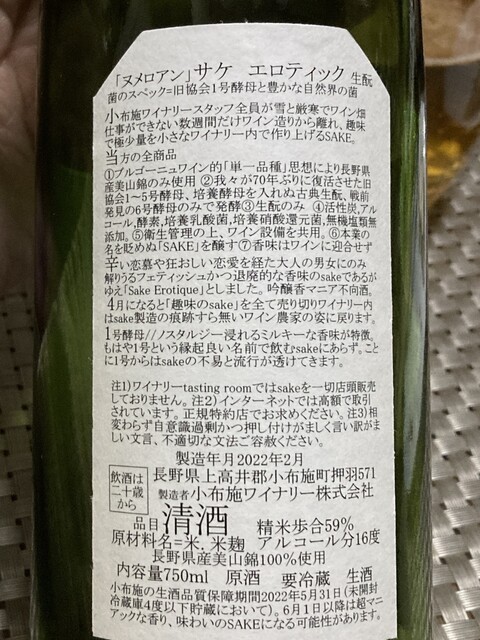 「ヌメロアン」サケ エロティック 生酛
菌のスペック=旧協会1号酵母と豊かな自然界の菌
小布施ワイナリースタッフ全員が雪と厳寒でワイン畑
仕事ができない数週間だけワイン造りから離れ、趣味
で極少量を小さなワイナリー内で作り上げるSAKE。
当方の全商品
①ブルゴーニュワイン的「単一品種」思想により長野県
産美山錦のみ使用 ②我々が70年ぶりに復活させた旧
協会1〜5号酵母、培養酵母を入れぬ古典生酛、戦前
発見の6号酵母のみで発酵③生酛のみ ④活性炭,アル
コール,酵素,培養乳酸菌,培養硝酸還元菌,無機塩類無
添加。⑤衛生管理の上、ワイン設備を共用。⑥本業の
名を貶めぬ「SAKE」を醸す⑦香味はワインに迎合せず
辛い恋慕や狂おしい恋愛を経た大人の男女にのみ
解りうるフェティッシュかつ退廃的な香味のsakeであるが
ゆえ「Sake Erotique」としました。吟醸香マニア不向酒。
4月になると「趣味のsake」を全て売り切りワイナリー内
はsake製造の痕跡すら無いワイン農家の姿に戻ります。
1号酵母//ノスタルジー浸れるミルキーな香味が特徴。
もはや1号という縁起良い名前で飲むsakeにあらず。こと
に1号からはsakeの不易と流行が透けてきます。
注1)ワイナリーtasting roomではsakeを一切店頭販売
しておりません。注2)インターネットでは高額で取引
されています。正規特約店でお求めください。注3)相
変わらず自意識過剰かつ押し付けがましく言い訳がま
しい文言、不適切な文法ご容赦ください。
製造年月2022年2月
飲酒は
二十歳
から
長野県上高井郡小布施町押羽571
製造者小布施ワイナリー株式会社
品目 清酒 精米歩合59%
原材料名=米、米麹 アルコール分16度
長野県産美山錦100%使用
内容量750ml 原酒 要冷蔵 生酒
小布施の生酒品質保障期間2022年5月31日(未開封
冷蔵庫4度以下貯蔵において)。6月1日以降は超マニ
アックな香り、味わいのSAKEになる可能性があります。